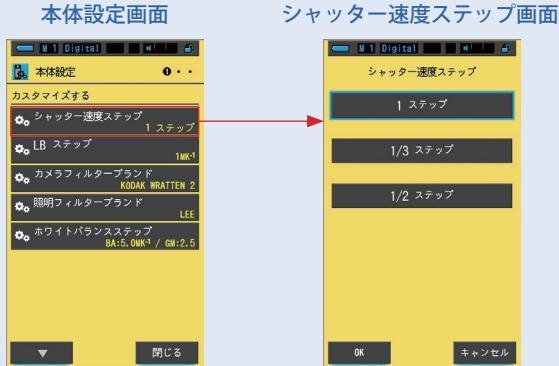 本体設定画面
M 1 Digital
本体設定
カスタマイズする
シャッター速度ステップ
1 ステップ
LB ステップ
1MK⁻¹
カメラフィルターブランド
KODAK WRATTEN 2
照明フィルターブランド
LEE
ホワイトバランスステップ
BA:5.0MK⁻¹ / GM:2.5
▼ 閉じる
シャッター速度ステップ画面
M 1 Digital
シャッター速度ステップ
1 ステップ
1/3 ステップ
1/2 ステップ
OK キャンセル